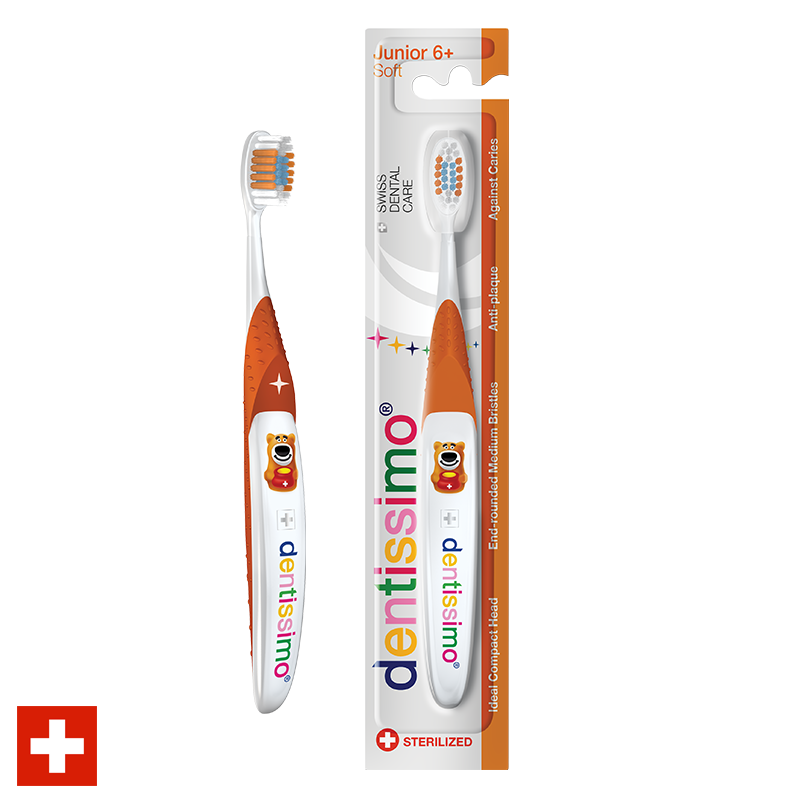 Junior 6+
Soft
SWISS
DENTAL
CARE
dentissimo®
Against Caries
Anti-plaque
End-rounded Medium Bristles
Ideal Compact Head
dentissimo®
dentissimo®
STERILIZED